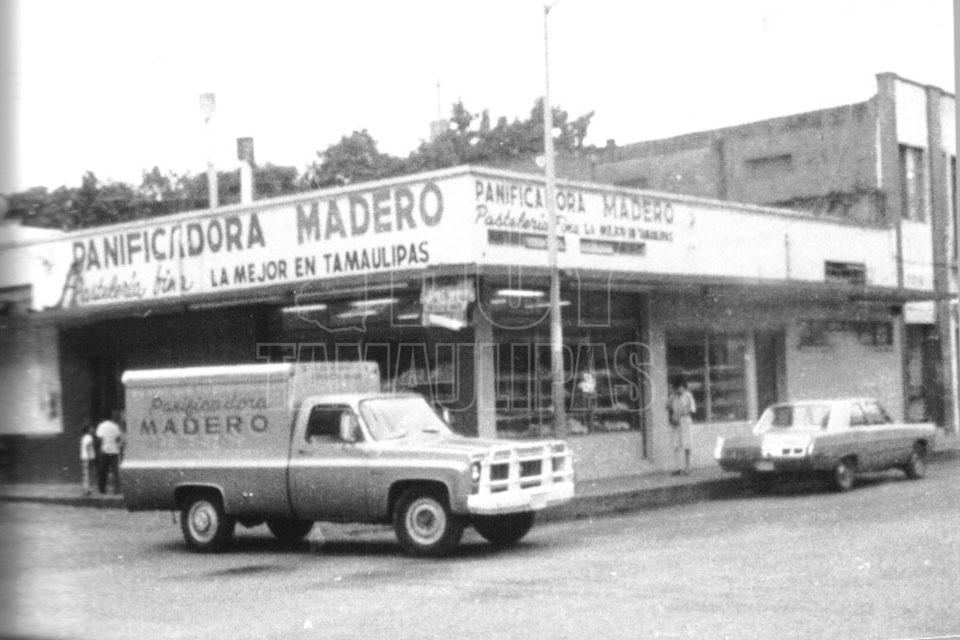 PANIFICADORA MADERO
Pastelería fina LA MEJOR EN TAMAULIPAS
PANIFICADORA MADERO
Pastelería fina LA MEJOR EN TAMAULIPAS
Panificadora
MADERO
HOY
TAMAULIPAS